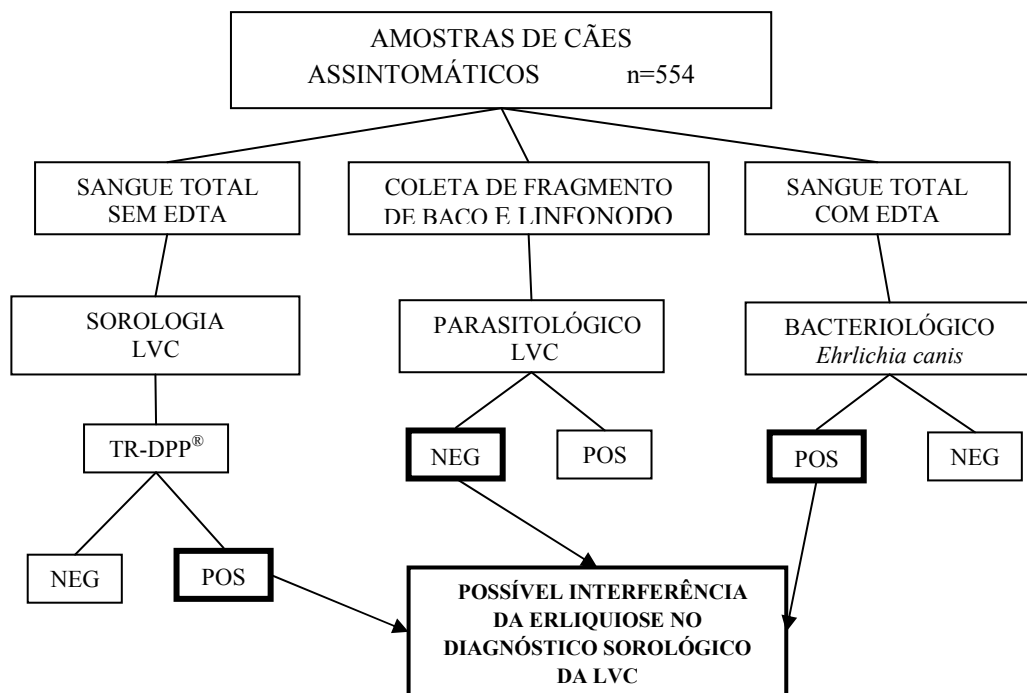 AMOSTRAS DE CÃES
ASSINTOMÁTICOS n=554
SANGUE TOTAL
SEM EDTA
COLETA DE FRAGMENTO
DE BAÇO E LINFONODO
SANGUE TOTAL
COM EDTA
SOROLOGIA
LVC
PARASITOLÓGICO
LVC
BACTERIOLÓGICO
Ehrlichia canis
TR-DPP®
NEG
POS
POS
NEG
NEG
POS
POSSÍVEL INTERFERÊNCIA
DA ERLIQUIOSE NO
DIAGNÓSTICO SOROLÓGICO
DA LVC